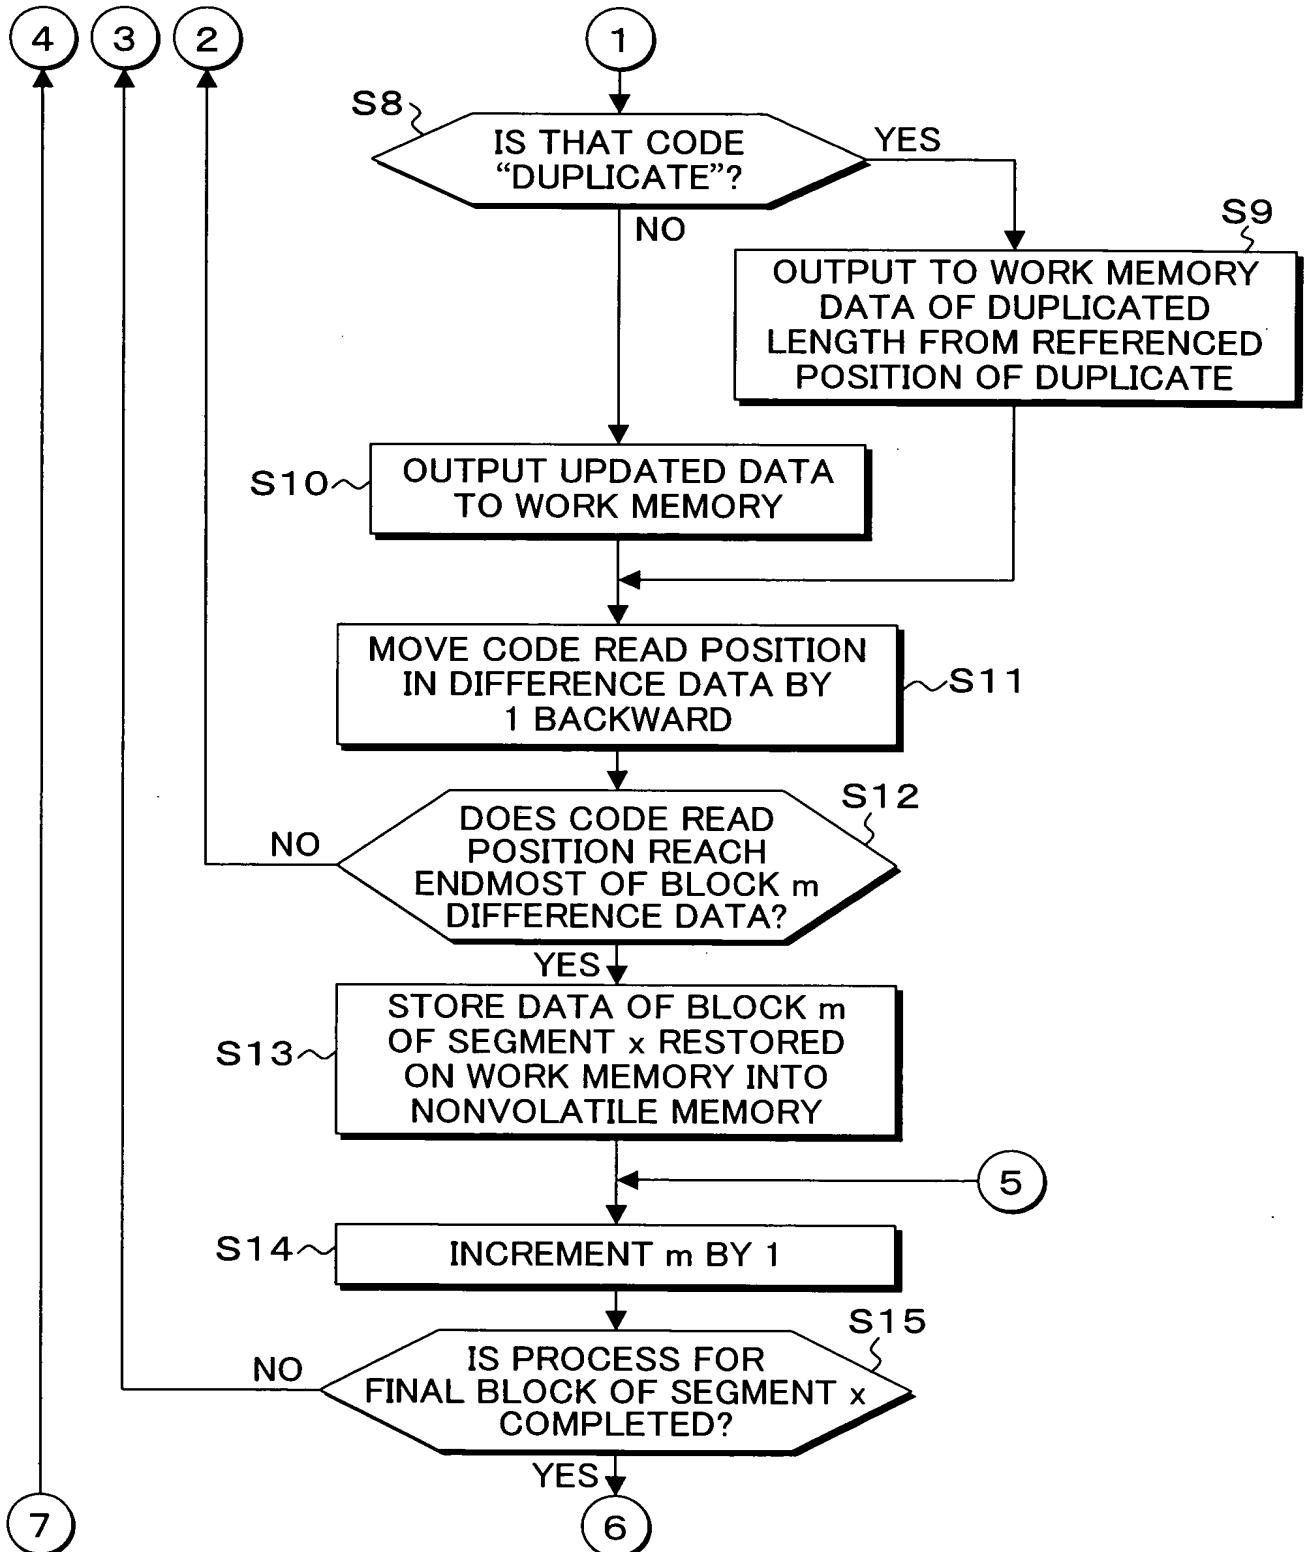 4
3
2
1
S8
IS THAT CODE
“DUPLICATE”?
YES
NO
S9
OUTPUT TO WORK MEMORY
DATA OF DUPLICATED
LENGTH FROM REFERENCED
POSITION OF DUPLICATE
S10
OUTPUT UPDATED DATA
TO WORK MEMORY
MOVE CODE READ POSITION
IN DIFFERENCE DATA BY
1 BACKWARD
S11
S12
DOES CODE READ
POSITION REACH
ENDMOST OF BLOCK m
DIFFERENCE DATA?
NO
YES
S13
STORE DATA OF BLOCK m
OF SEGMENT x RESTORED
ON WORK MEMORY INTO
NONVOLATILE MEMORY
5
S14
INCREMENT m BY 1
S15
IS PROCESS FOR
FINAL BLOCK OF SEGMENT x
COMPLETED?
NO
YES
7
6